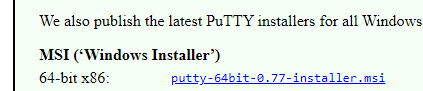 We also publish the latest PuTTY installers for all Windows
MSI (‘Windows Installer’)
64-bit x86: putty-64bit-0.77-installer.msi